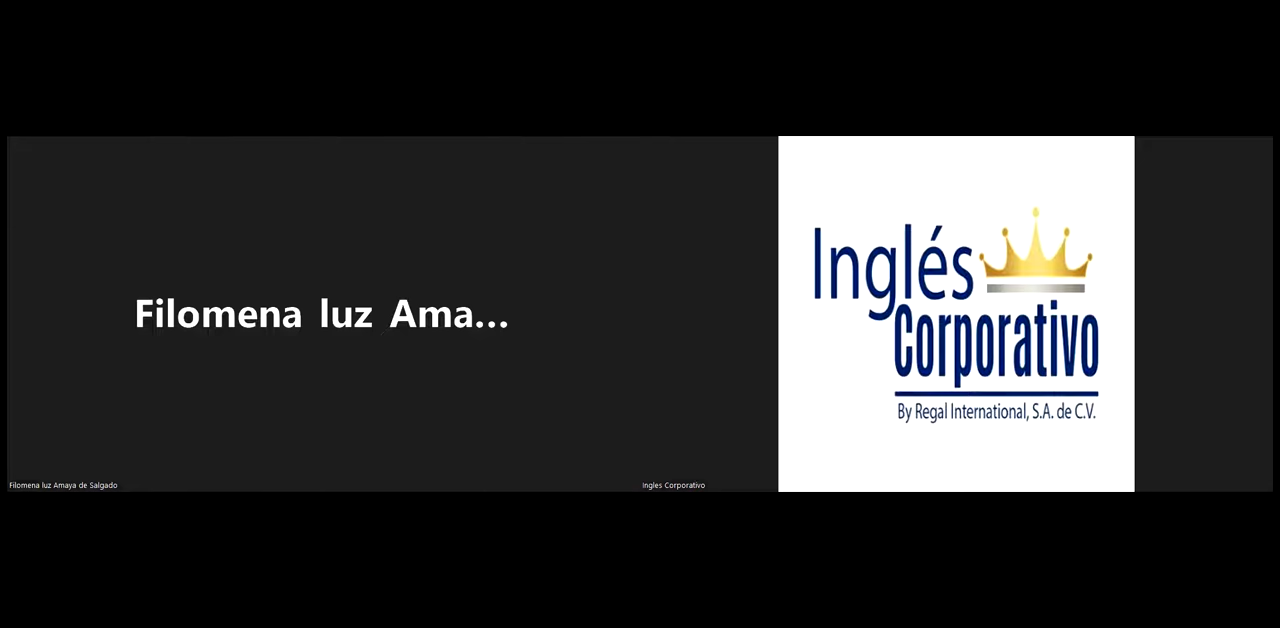 Filomena luz Ama...
Filomena luz Amaya de Salgado
Inglés
Corporativo
By Regal International, S.A. de C.V.
Ingles Corporativo